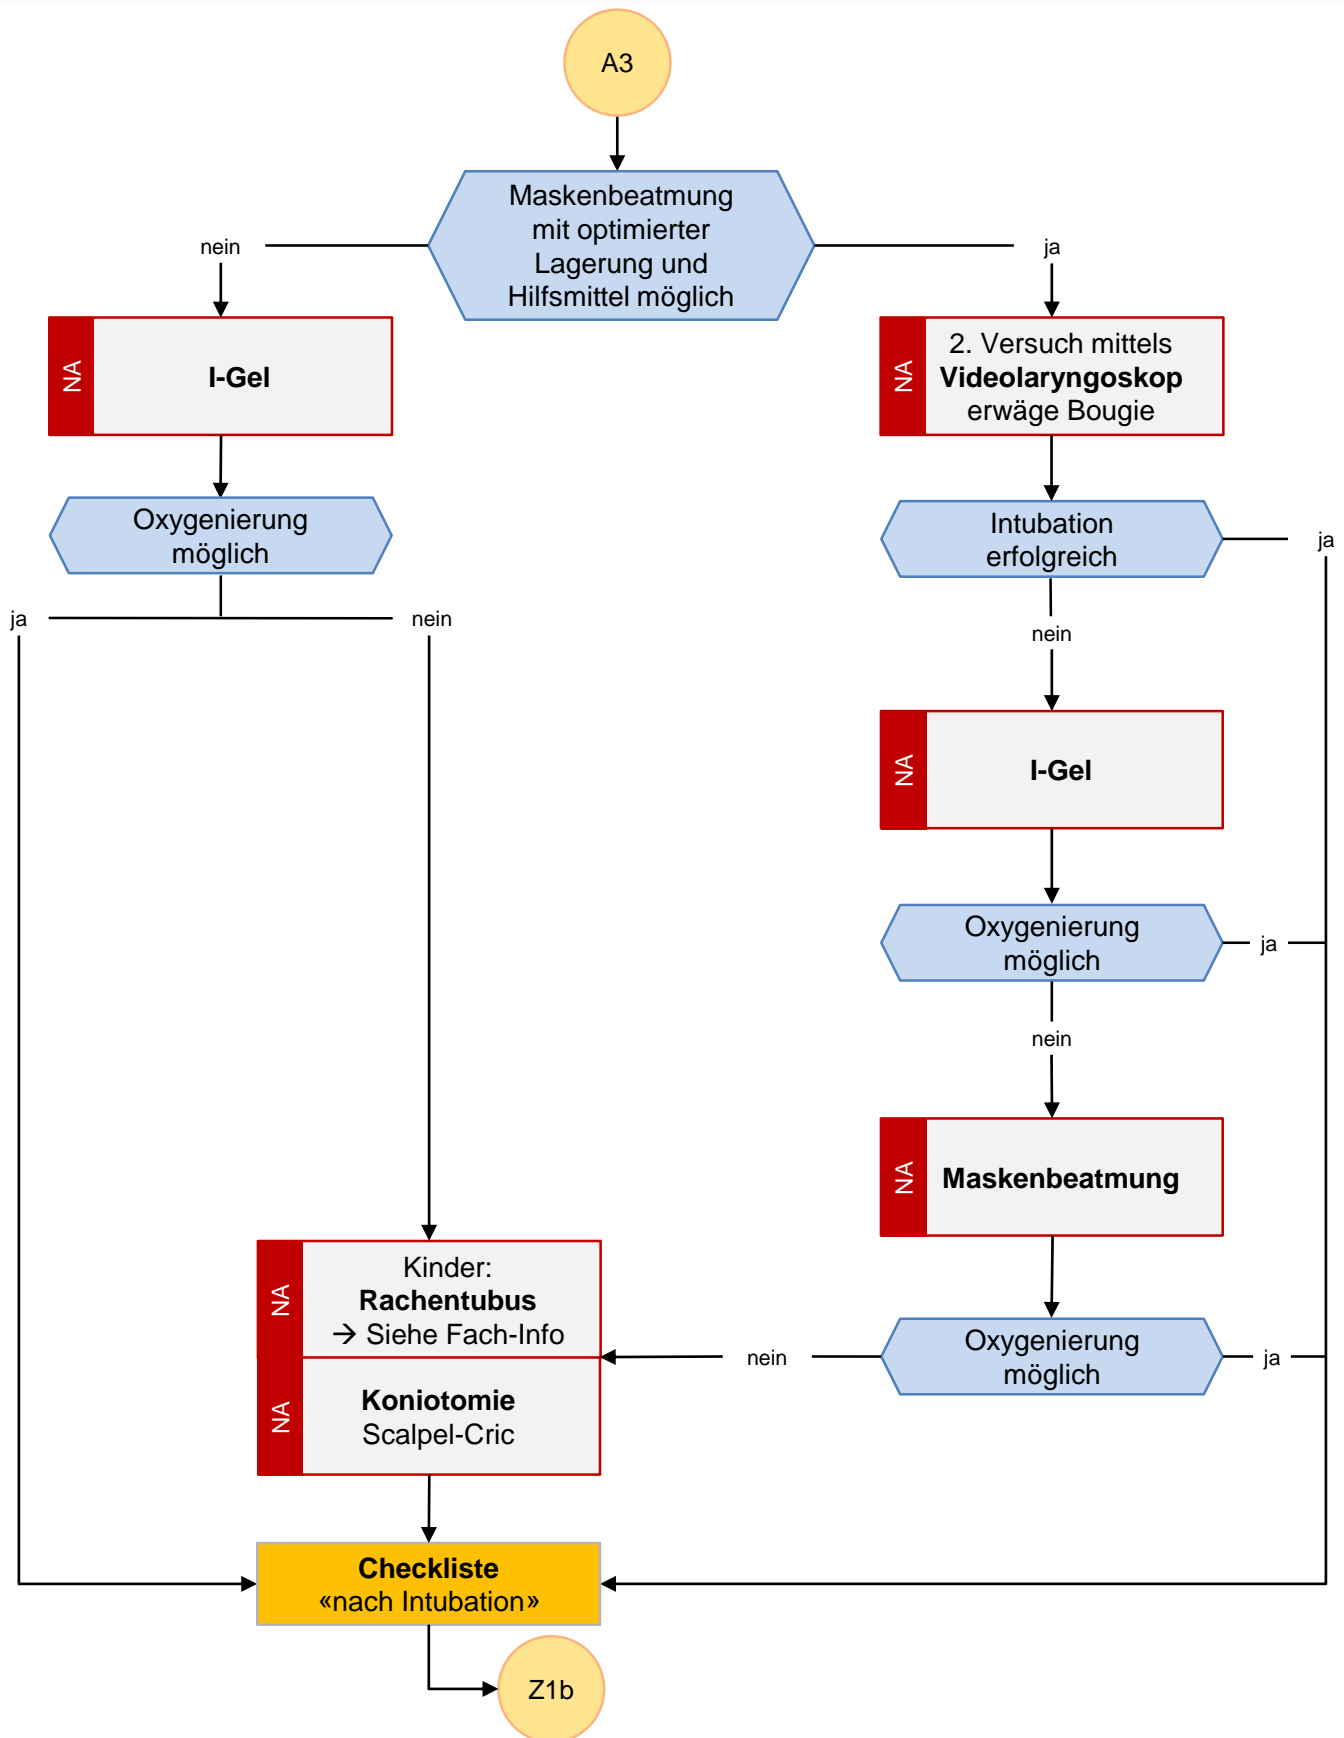 A3
Maskenbeatmung
mit optimierter
Lagerung und
Hilfsmittel möglich
nein
ja
NA
I-Gel
NA
2. Versuch mittels
Videolaryngoskop
erwäge Bougie
Oxygenierung
möglich
Intubation
erfolgreich
ja
ja
nein
nein
NA
I-Gel
Oxygenierung
möglich
ja
nein
NA
Maskenbeatmung
NA
Kinder:
Rachentubus
→ Siehe Fach-Info
nein
Oxygenierung
möglich
ja
NA
Koniotomie
Scalpel-Cric
Checkliste
«nach Intubation»
Z1b